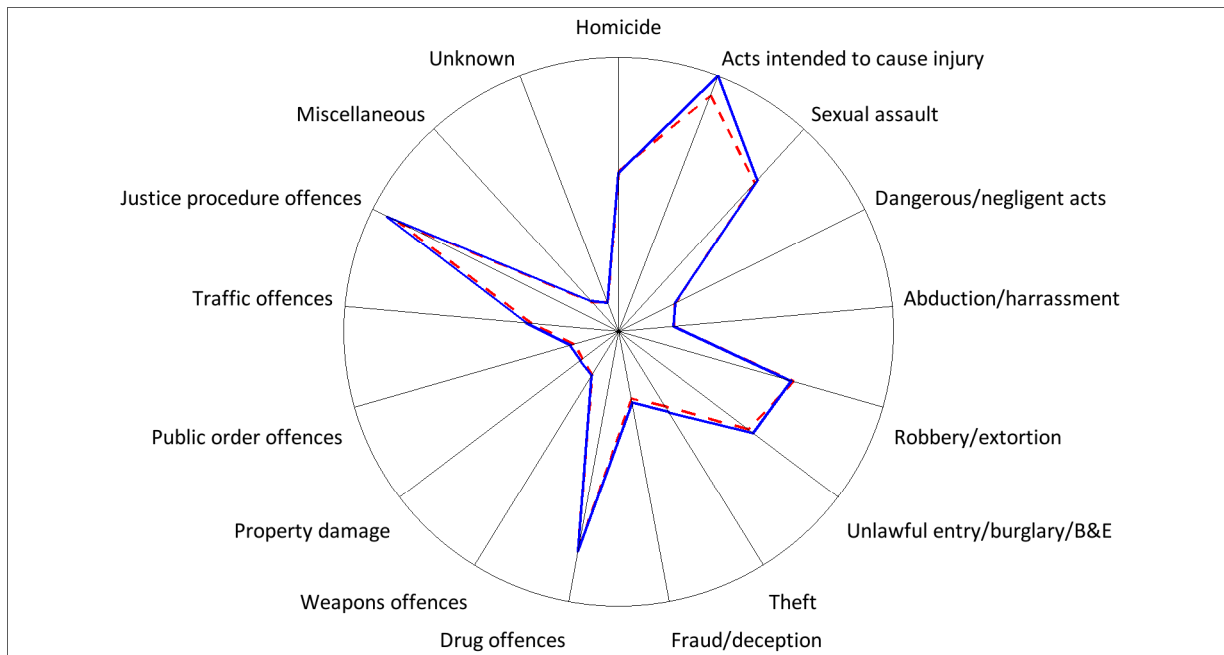 Homicide
Acts intended to cause injury
Sexual assault
Dangerous/negligent acts
Abduction/harrassment
Robbery/extortion
Unlawful entry/burglary/B&E
Theft
Fraud/deception
Drug offences
Weapons offences
Property damage
Public order offences
Traffic offences
Justice procedure offences
Miscellaneous
Unknown